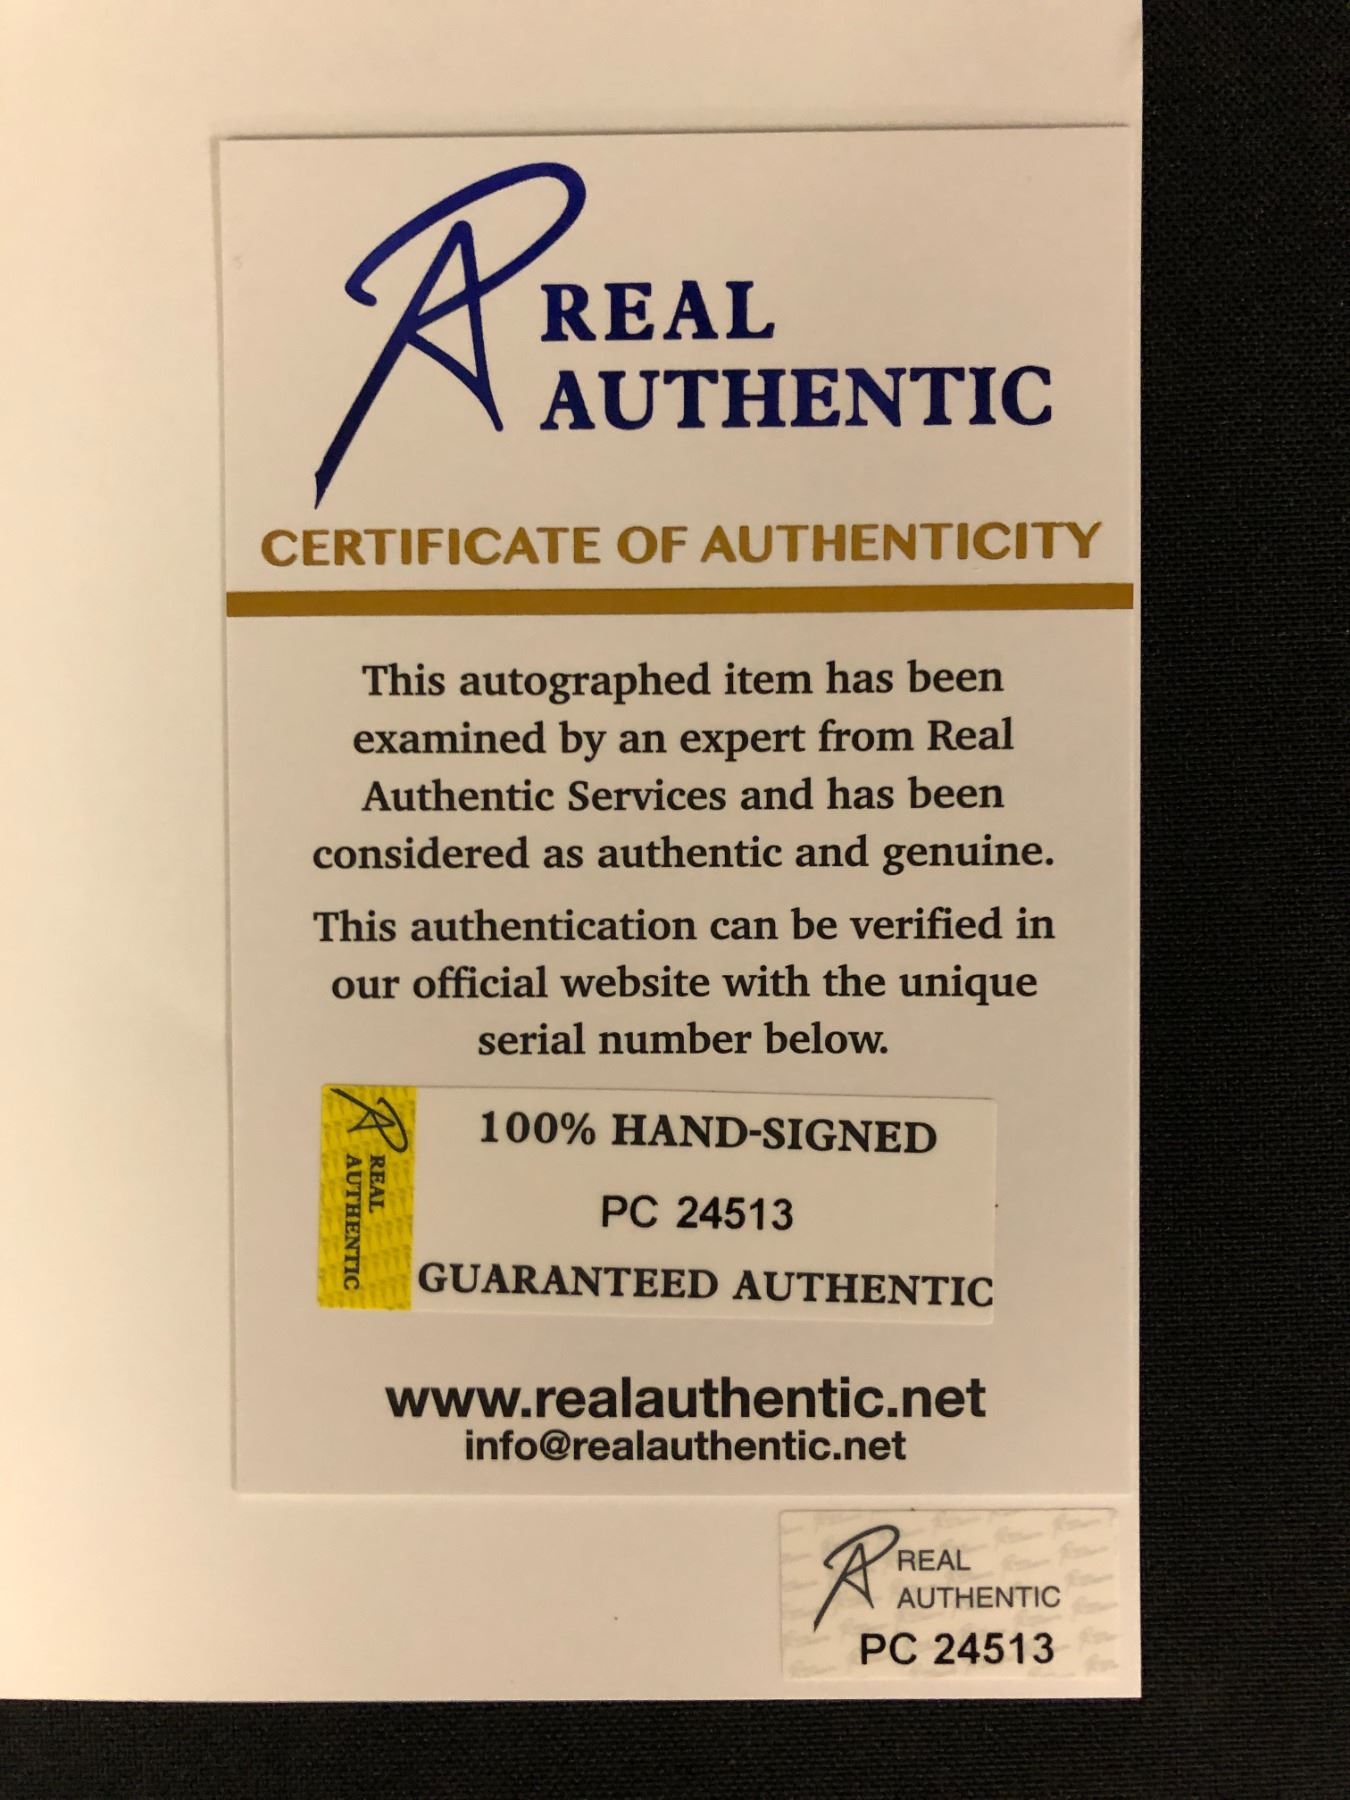 REAL
AUTHENTIC
CERTIFICATE OF AUTHENTICITY
This autographed item has been
examined by an expert from Real
Authentic Services and has been
considered as authentic and genuine.
This authentication can be verified in
our official website with the unique
serial number below.
REAL
AUTHENTIC
100% HAND-SIGNED
PC 24513
GUARANTEED AUTHENTIC
www.realauthentic.net
info@realauthentic.net
REAL
AUTHENTIC
PC 24513